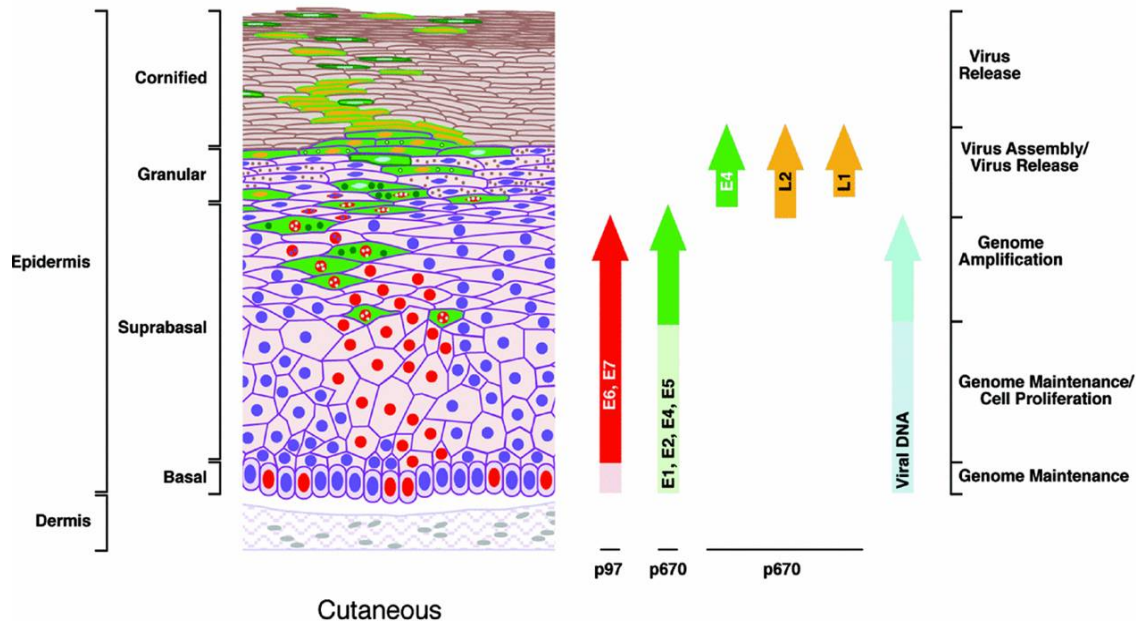 Epidermis
Dermis
Cornified
Granular
Suprabasal
Basal
E6, E7
E1, E2, E4, E5
E4
L2
L1
Viral DNA
p97
p670
p670
Virus
Release
Virus Assembly/
Virus Release
Genome
Amplification
Genome Maintenance/
Cell Proliferation
Genome Maintenance
Cutaneous